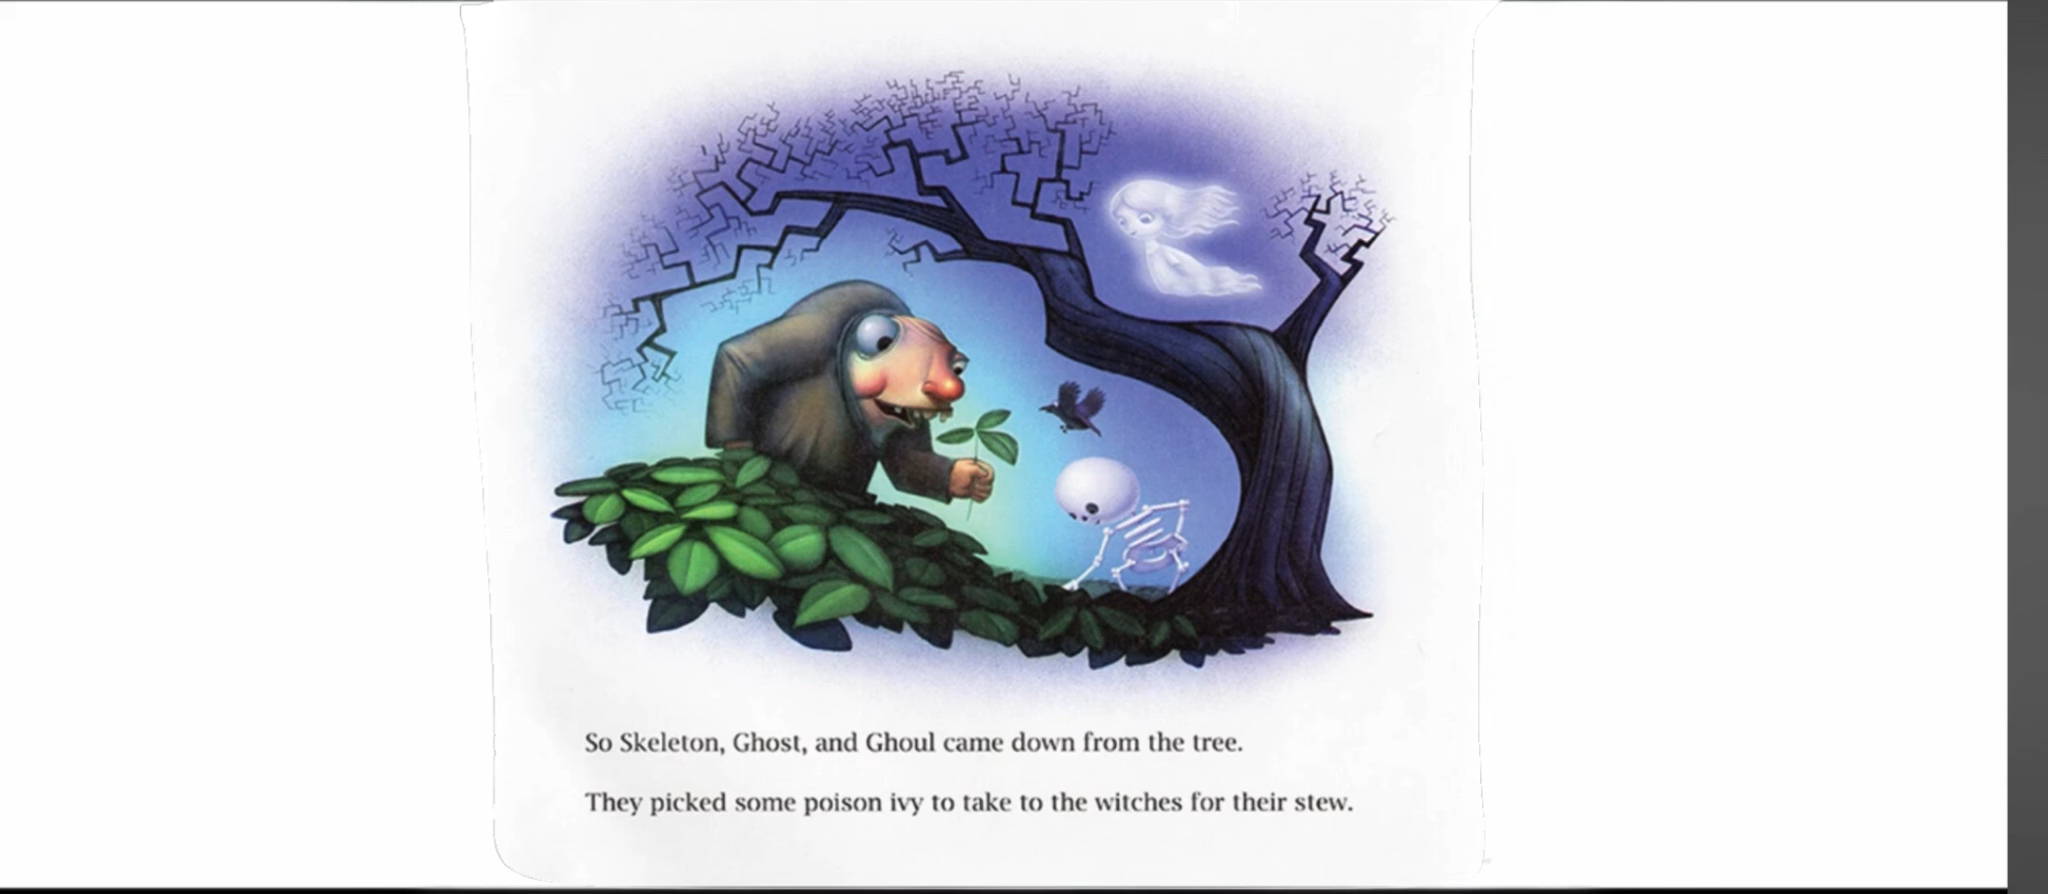 So Skeleton, Ghost, and Ghoul came down from the tree.
They picked some poison ivy to take to the witches for their stew.